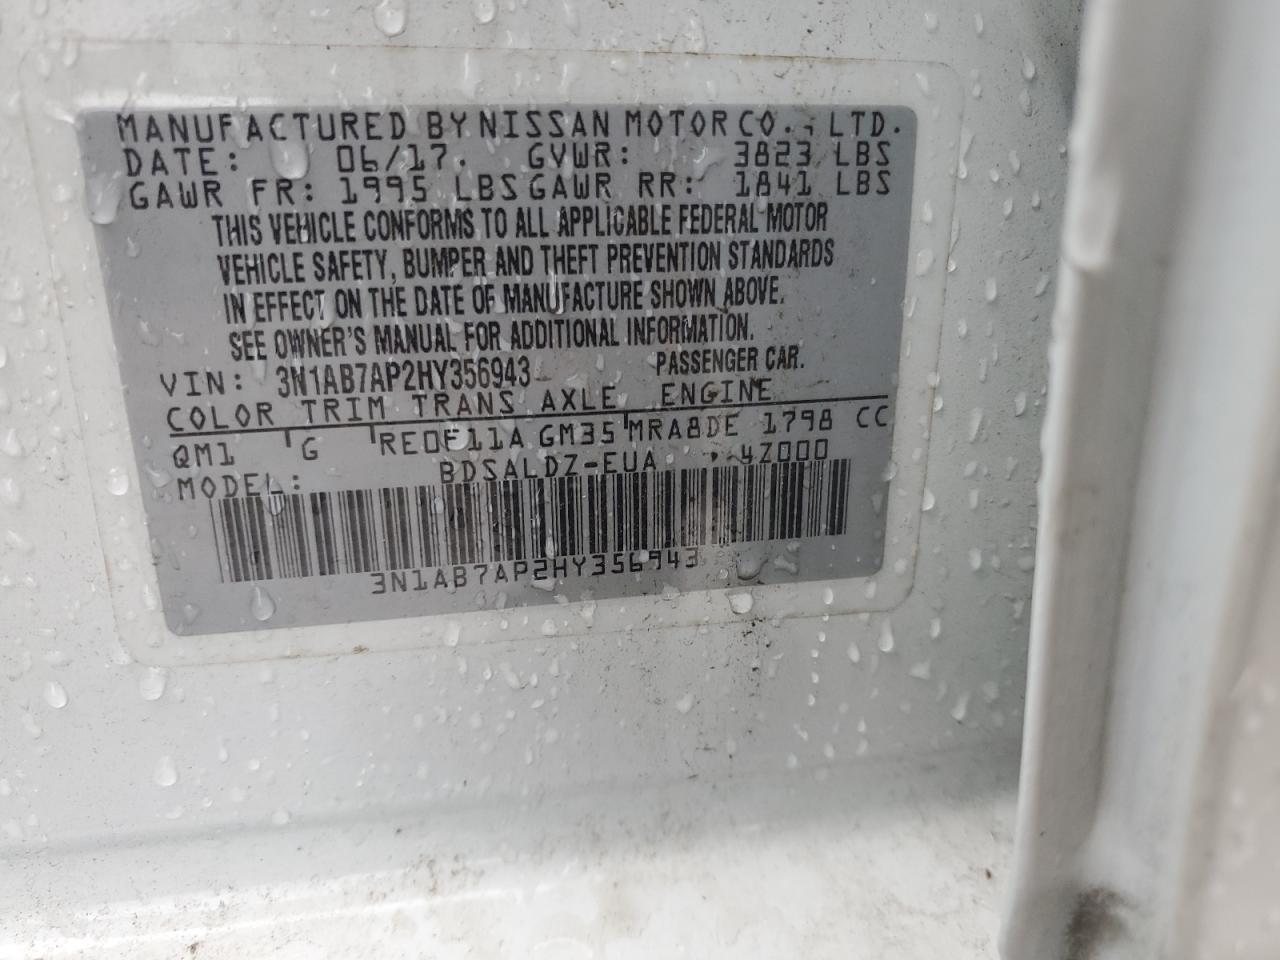 MANUFACTURED BY NISSAN MOTOR CO., LTD.
DATE: 06/17. GVWR: 3823 LBS
GAWR FR: 1995 LBS GAWR RR: 1841 LBS
THIS VEHICLE CONFORMS TO ALL APPLICABLE FEDERAL MOTOR
VEHICLE SAFETY, BUMPER AND THEFT PREVENTION STANDARDS
IN EFFECT ON THE DATE OF MANUFACTURE SHOWN ABOVE.
SEE OWNER'S MANUAL FOR ADDITIONAL INFORMATION.
VIN: 3N1AB7AP2HY356943 PASSENGER CAR.
COLOR TRIM TRANS AXLE ENGINE
QM1 G RE0F11A GM35 MRA8DE 1798 CC
MODEL: BDSALDZ-EUA 4Z000
3N1AB7AP2HY356943